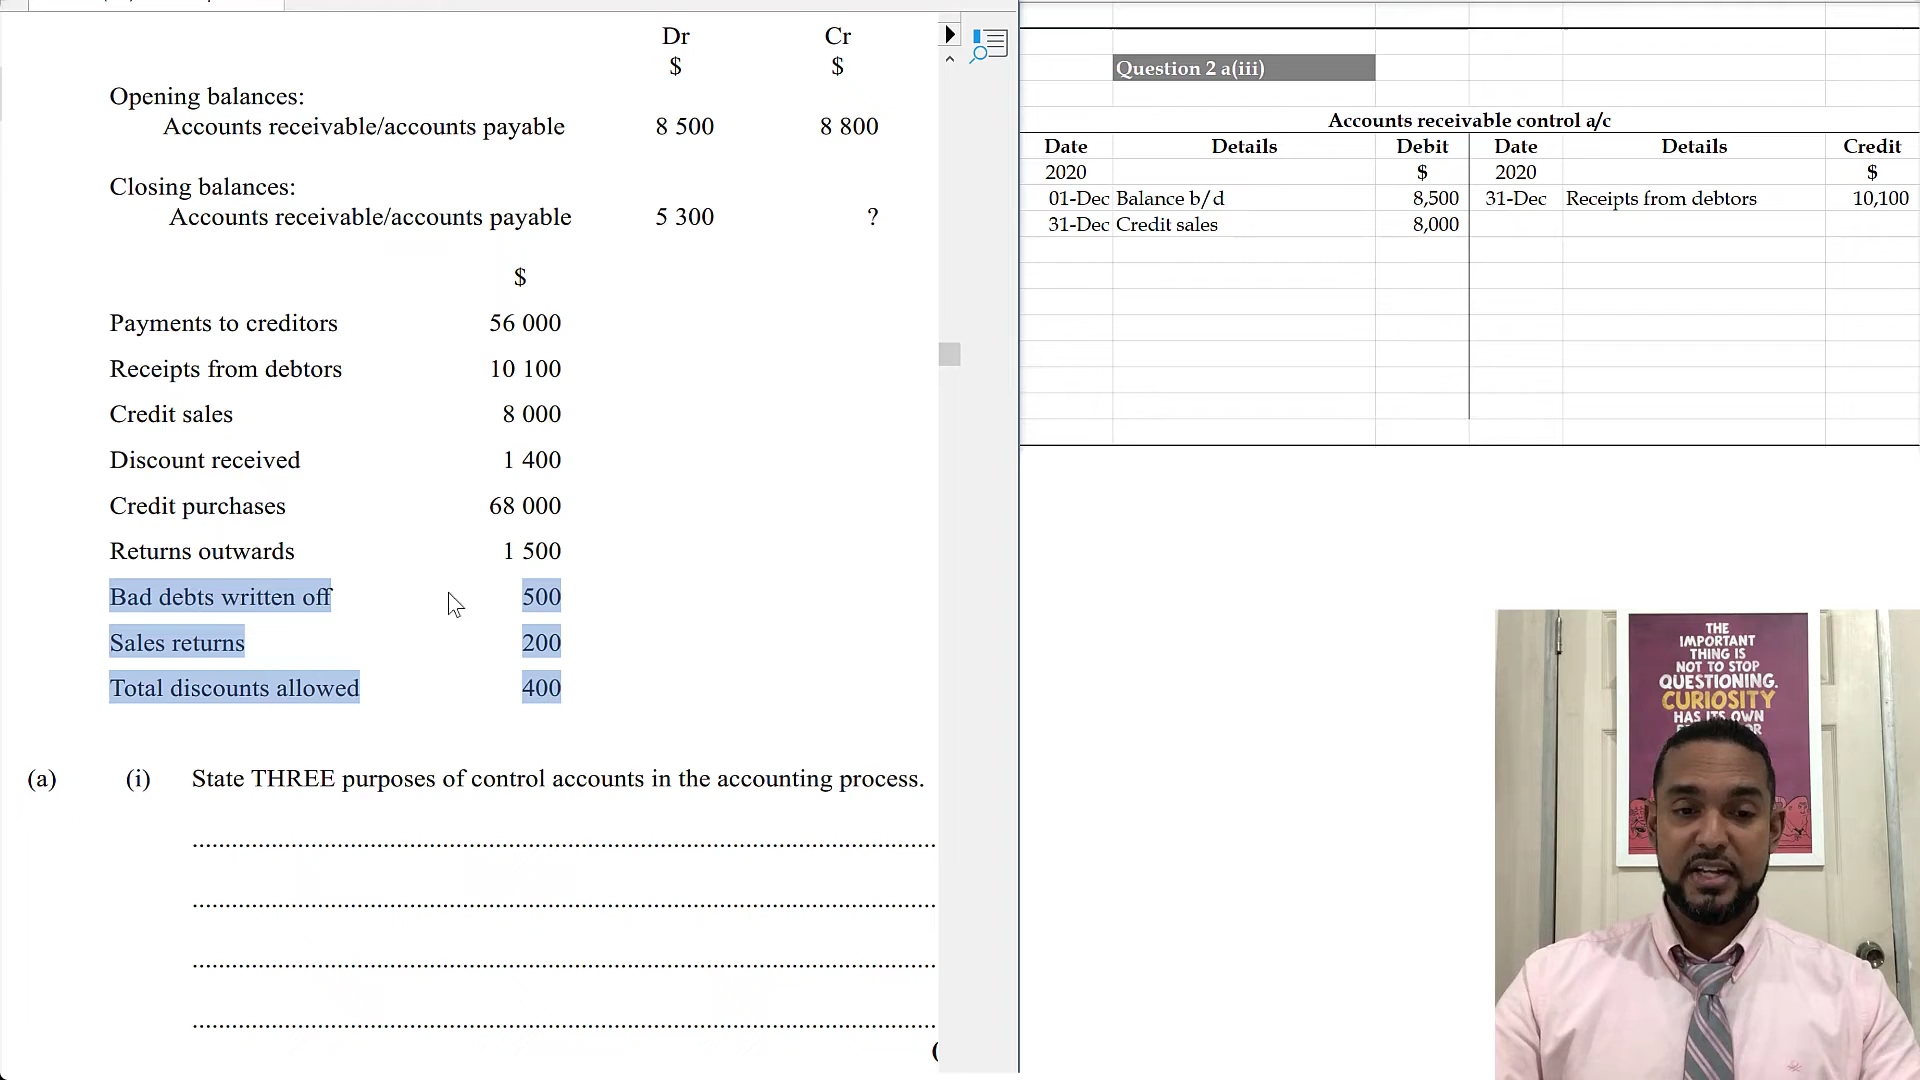 Dr Cr
$ $
Opening balances:
Accounts receivable/accounts payable 8 500 8 800
Closing balances:
Accounts receivable/accounts payable 5 300 ?
$
Payments to creditors 56 000
Receipts from debtors 10 100
Credit sales 8 000
Discount received 1 400
Credit purchases 68 000
Returns outwards 1 500
Bad debts written off 500
Sales returns 200
Total discounts allowed 400
(a) (i) State THREE purposes of control accounts in the accounting process.
Question 2 a(iii)
Accounts receivable control a/c
Date Details Debit Date Details Credit
2020 $ 2020 $
01-Dec Balance b/d 8,500 31-Dec Receipts from debtors 10,100
31-Dec Credit sales 8,000
THE
IMPORTANT
THING IS
NOT TO STOP
QUESTIONING.
CURIOSITY
HAS ITS OWN